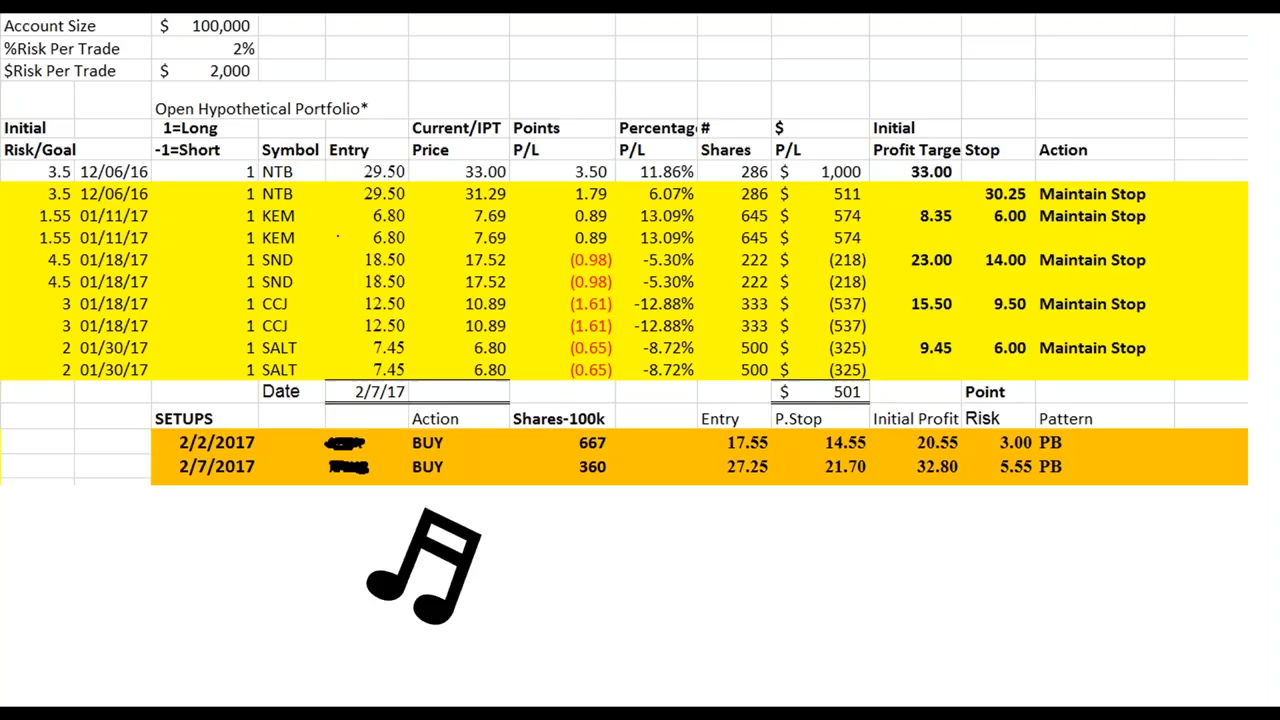 Account Size $ 100,000
%Risk Per Trade 2%
$Risk Per Trade $ 2,000
Open Hypothetical Portfolio*
Initial 1=Long Current/IPT Points Percentag # $ Initial
Risk/Goal -1=Short Symbol Entry Price P/L P/L Shares P/L Profit Targe Stop Action
3.5 12/06/16 1 NTB 29.50 33.00 3.50 11.86% 286 $ 1,000 33.00
3.5 12/06/16 1 NTB 29.50 31.29 1.79 6.07% 286 $ 511 30.25 Maintain Stop
1.55 01/11/17 1 KEM 6.80 7.69 0.89 13.09% 645 $ 574 8.35 6.00 Maintain Stop
1.55 01/11/17 1 KEM 6.80 7.69 0.89 13.09% 645 $ 574
4.5 01/18/17 1 SND 18.50 17.52 (0.98) -5.30% 222 $ (218) 23.00 14.00 Maintain Stop
4.5 01/18/17 1 SND 18.50 17.52 (0.98) -5.30% 222 $ (218)
3 01/18/17 1 CCJ 12.50 10.89 (1.61) -12.88% 333 $ (537) 15.50 9.50 Maintain Stop
3 01/18/17 1 CCJ 12.50 10.89 (1.61) -12.88% 333 $ (537)
2 01/30/17 1 SALT 7.45 6.80 (0.65) -8.72% 500 $ (325) 9.45 6.00 Maintain Stop
2 01/30/17 1 SALT 7.45 6.80 (0.65) -8.72% 500 $ (325)
Date 2/7/17 $ 501 Point
SETUPS Action Shares-100k Entry P.Stop Initial Profit Risk Pattern
2/2/2017 BUY 667 17.55 14.55 20.55 3.00 PB
2/7/2017 BUY 360 27.25 21.70 32.80 5.55 PB